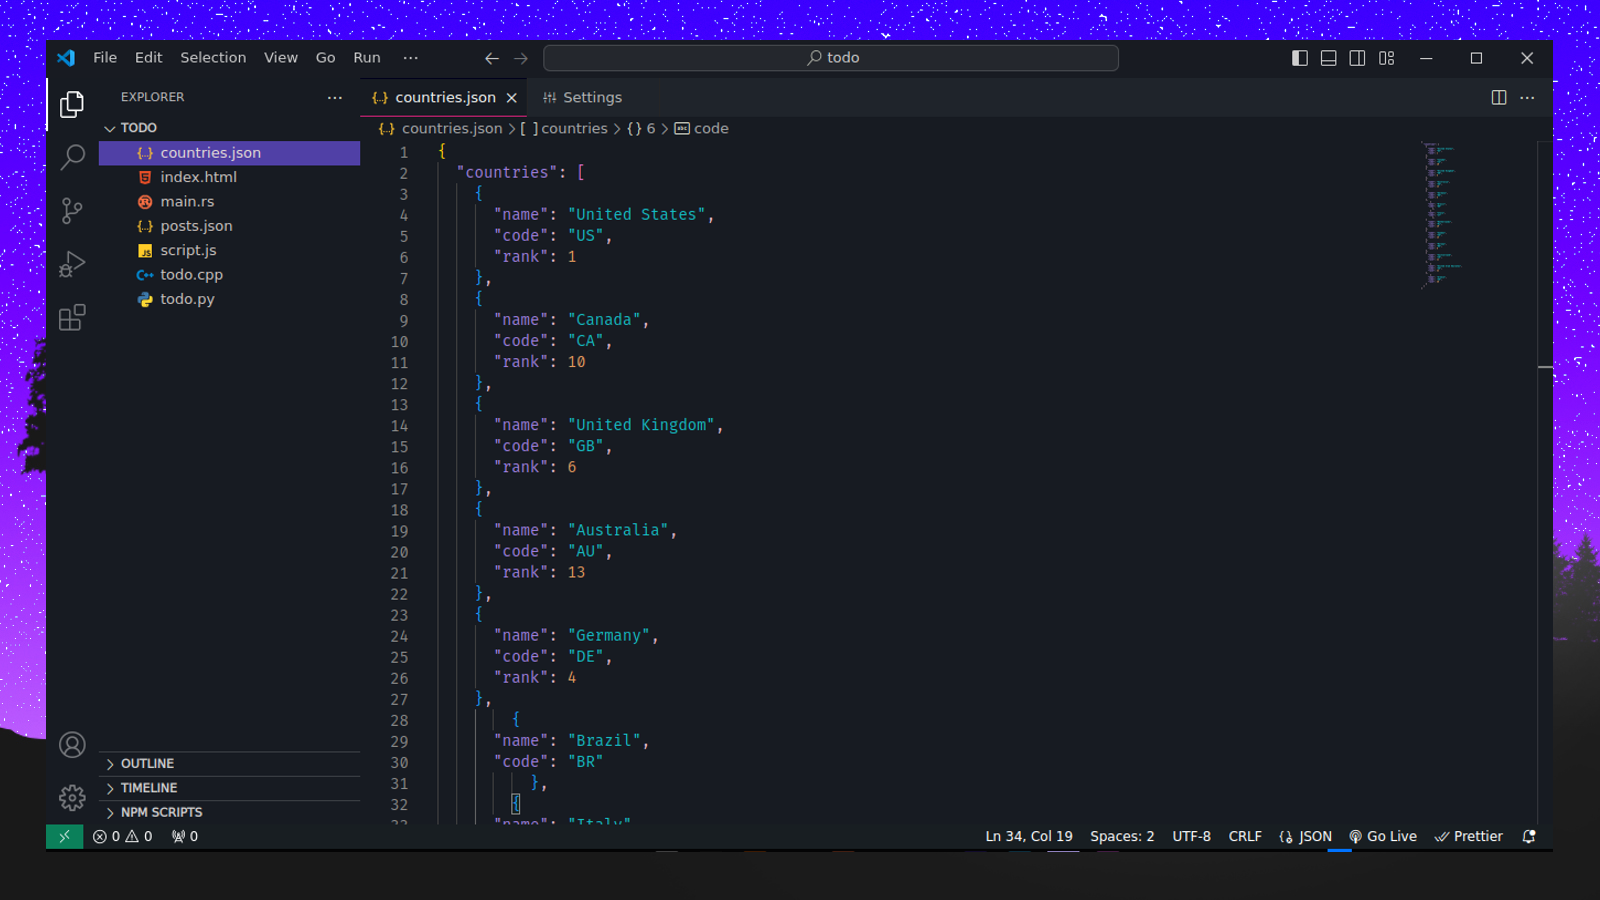 File Edit Selection View Go Run ··· todo
EXPLORER ···
countries.json Settings
countries.json > [ ] countries > {} 6 > code
TODO
countries.json
index.html
main.rs
posts.json
script.js
todo.cpp
todo.py
OUTLINE
TIMELINE
NPM SCRIPTS
1 {
2 "countries": [
3 {
4 "name": "United States",
5 "code": "US",
6 "rank": 1
7 },
8 {
9 "name": "Canada",
10 "code": "CA",
11 "rank": 10
12 },
13 {
14 "name": "United Kingdom",
15 "code": "GB",
16 "rank": 6
17 },
18 {
19 "name": "Australia",
20 "code": "AU",
21 "rank": 13
22 },
23 {
24 "name": "Germany",
25 "code": "DE",
26 "rank": 4
27 },
28 {
29 "name": "Brazil",
30 "code": "BR"
31 },
32 {
33 "name": "Italy"
0 0 0 Ln 34, Col 19 Spaces: 2 UTF-8 CRLF JSON Go Live Prettier